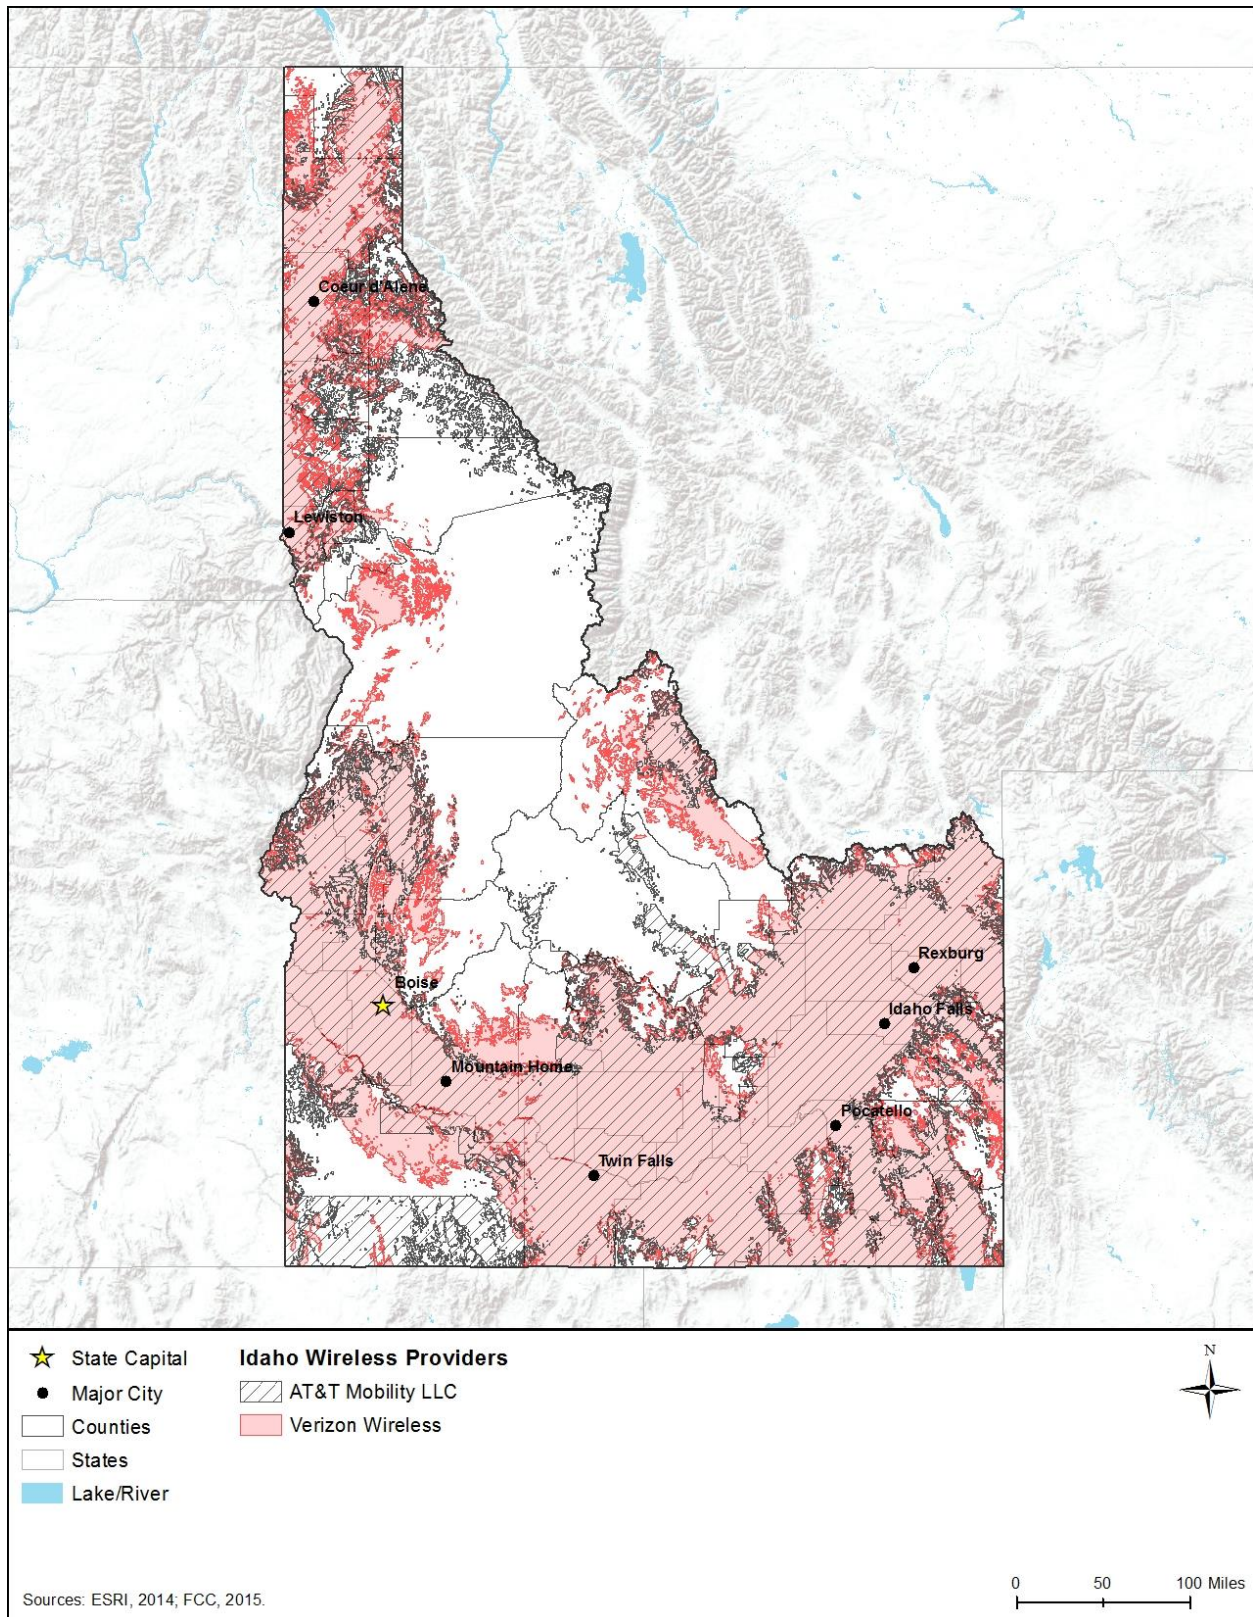 Coeur d'Alene
Lewiston
Boise
Rexburg
Idaho Falls
Mountain Home
Pocatello
Twin Falls
State Capital
Major City
Counties
States
Lake/River
Idaho Wireless Providers
AT&T Mobility LLC
Verizon Wireless
N
0 50 100 Miles
Sources: ESRI, 2014; FCC, 2015.